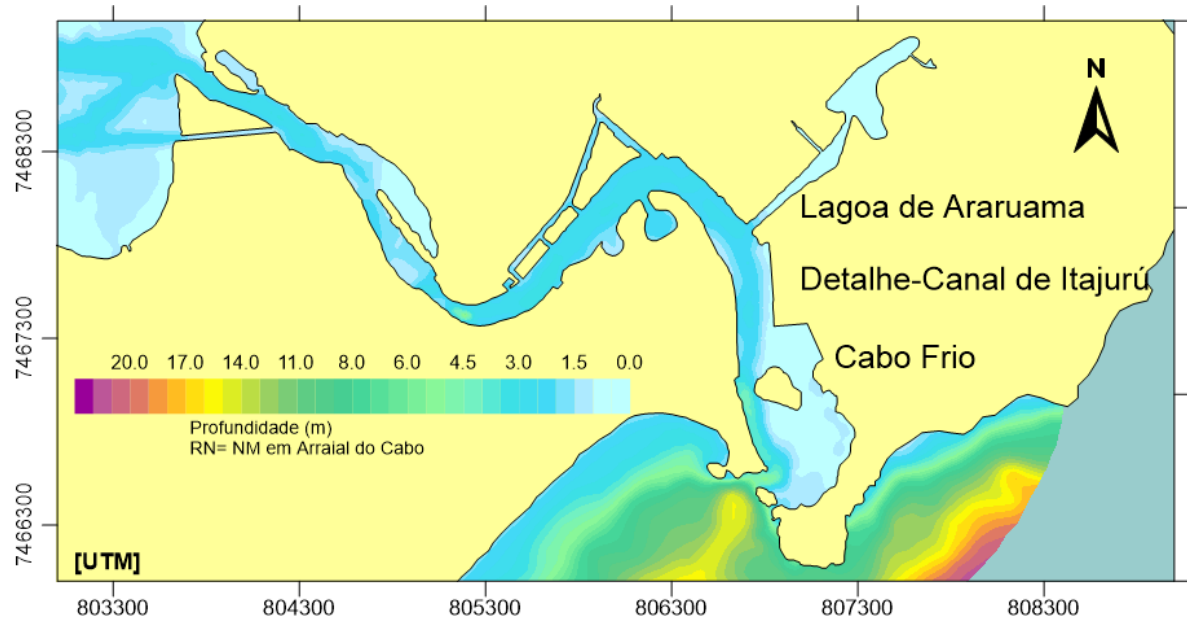 N
7468300
Lagoa de Araruama
Detalhe-Canal de Itajurú
7467300
Cabo Frio
20.0 17.0 14.0 11.0 8.0 6.0 4.5 3.0 1.5 0.0
Profundidade (m)
RN= NM em Arraial do Cabo
7466300
[UTM]
803300 804300 805300 806300 807300 808300